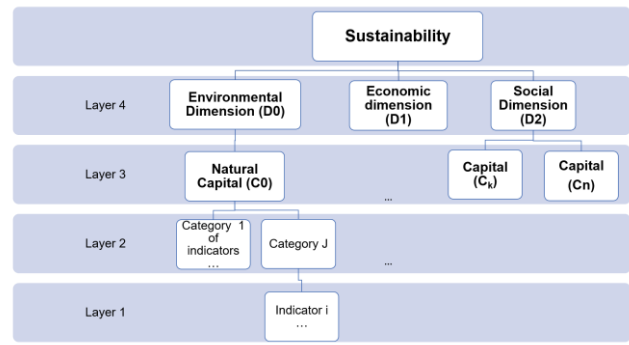 Sustainability
Layer 4
Environmental
Dimension (D0)
Economic
dimension
(D1)
Social
Dimension
(D2)
Layer 3
Natural
Capital (C0)
...
Capital
(Ck)
Capital
(Cn)
Layer 2
Category 1
of
indicators
...
Category J
...
Layer 1
Indicator i
...